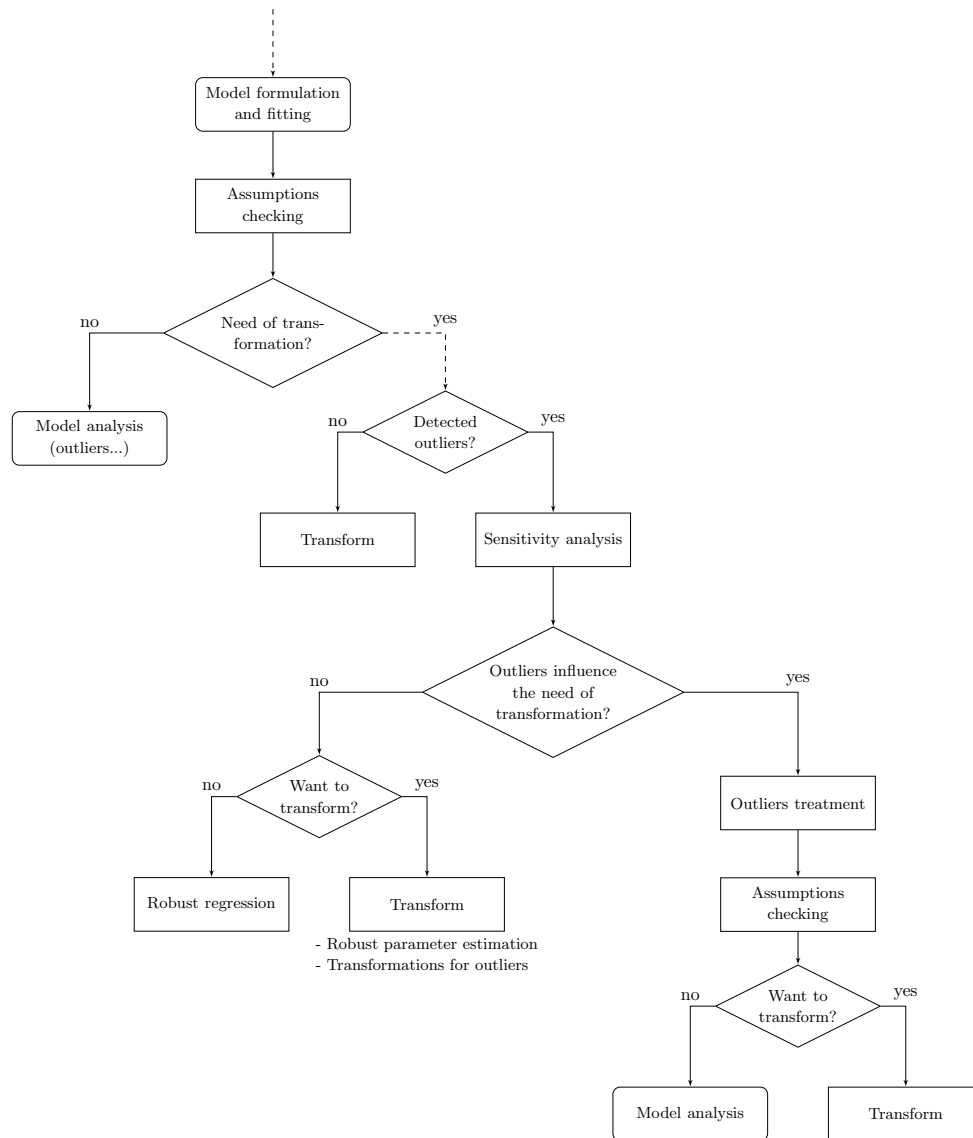 Model formulation
and fitting
Assumptions
checking
no
Need of trans-
formation?
yes
Model analysis
(outliers...)
no
Detected
outliers?
yes
Transform
Sensitivity analysis
no
Outliers influence
the need of
transformation?
yes
no
Want to
transform?
yes
Outliers treatment
Robust regression
Transform
- Robust parameter estimation
- Transformations for outliers
Assumptions
checking
no
Want to
transform?
yes
Model analysis
Transform